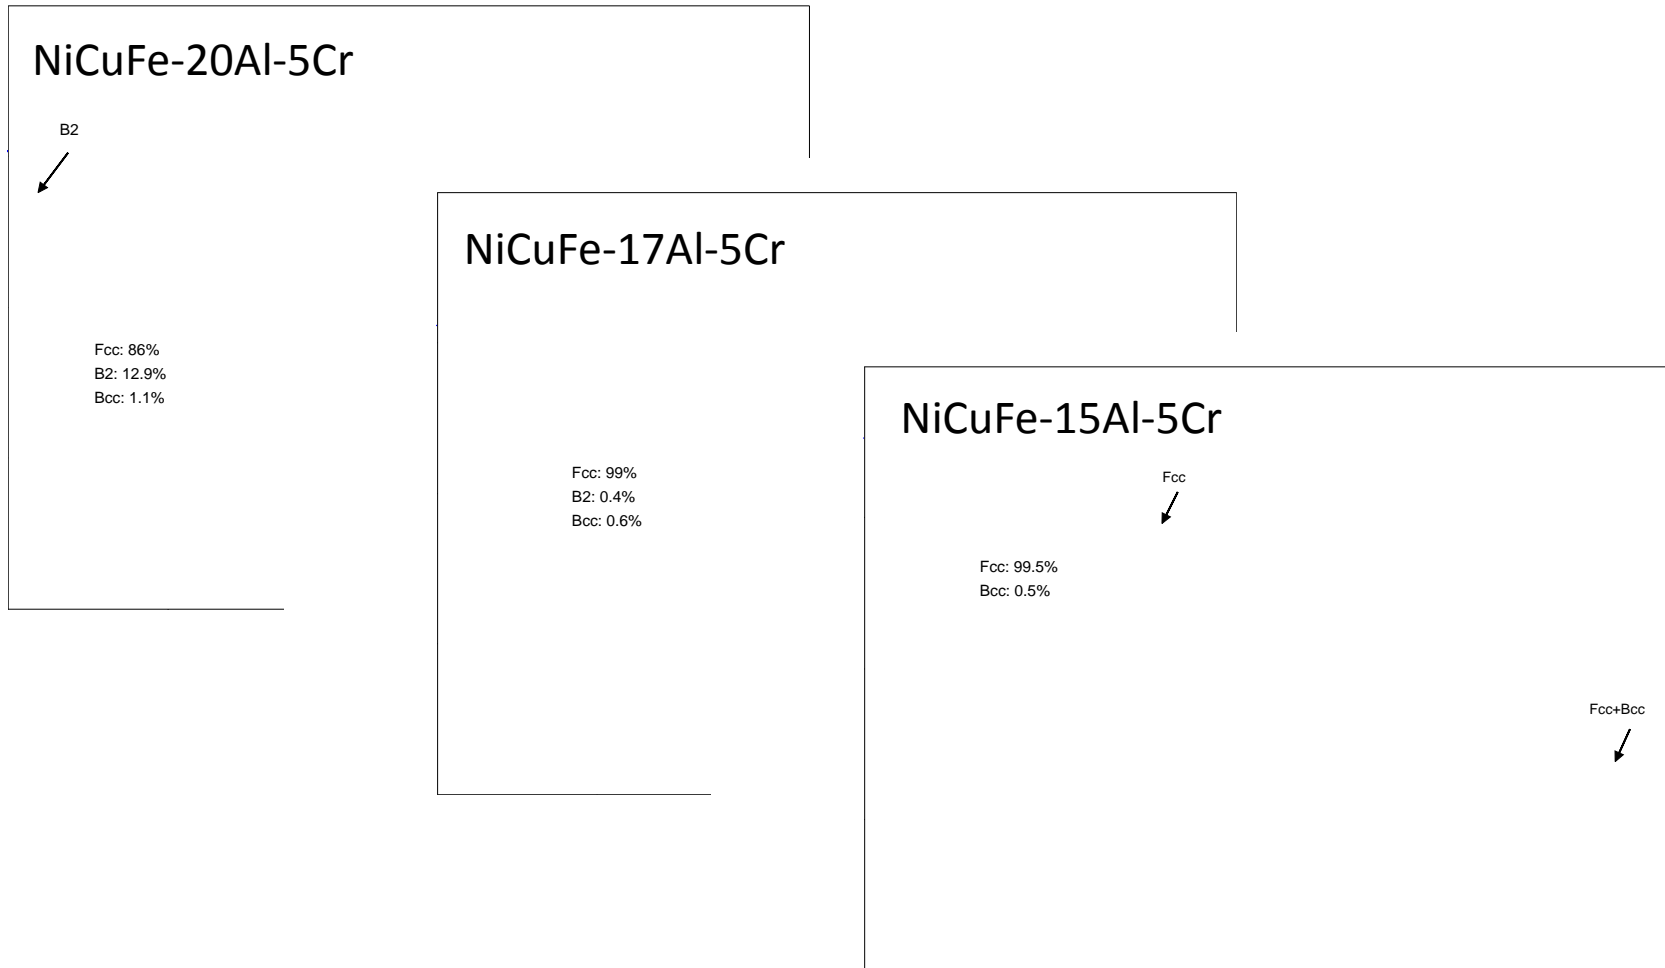 NiCuFe-20Al-5Cr
B2
Fcc: 86%
B2: 12.9%
Bcc: 1.1%
NiCuFe-17Al-5Cr
Fcc: 99%
B2: 0.4%
Bcc: 0.6%
NiCuFe-15Al-5Cr
Fcc
Fcc: 99.5%
Bcc: 0.5%
Fcc+Bcc